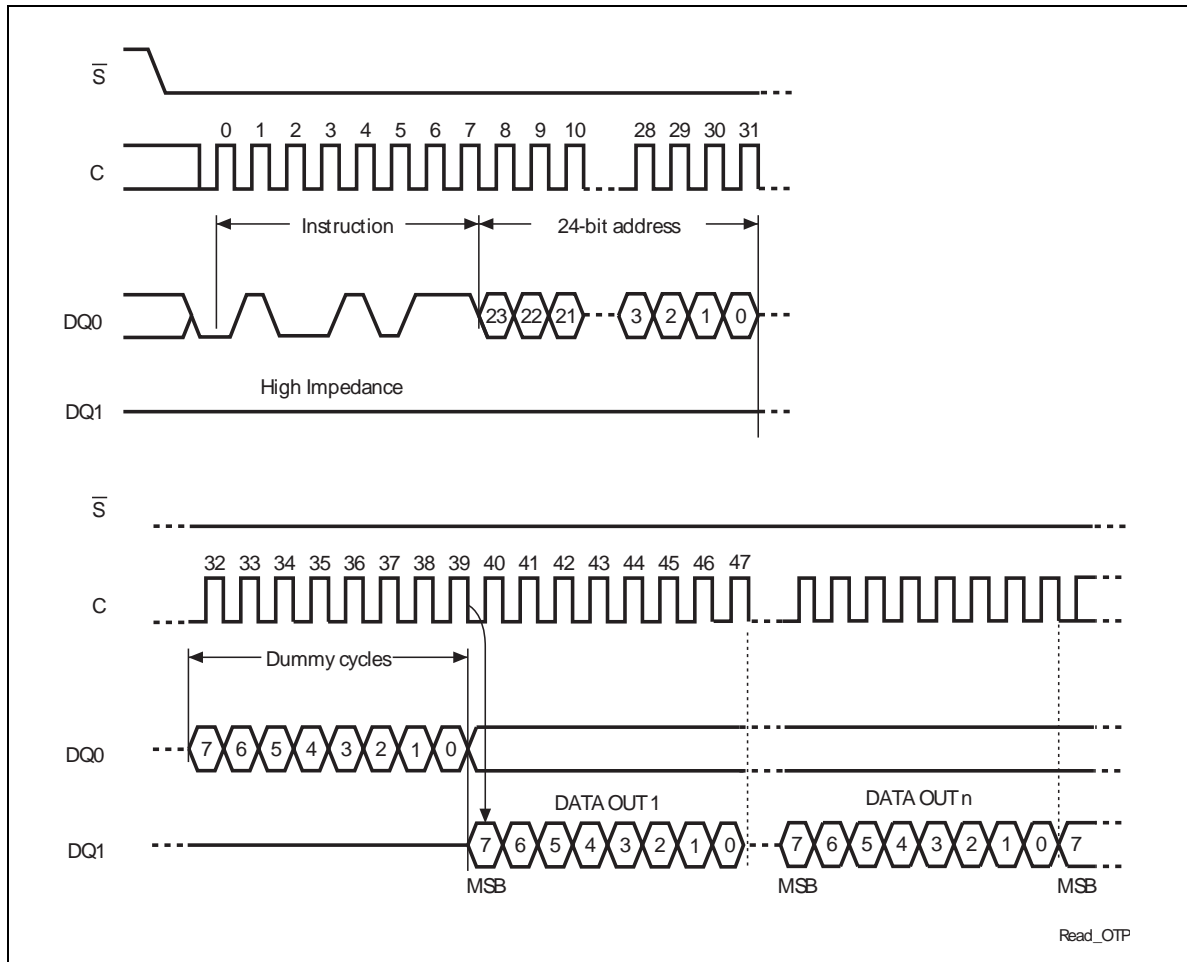 S
0 1 2 3 4 5 6 7 8 9 10 28 29 30 31
C
Instruction 24-bit address
DQ0 23 22 21 3 2 1 0
High Impedance
DQ1
S
32 33 34 35 36 37 38 39 40 41 42 43 44 45 46 47
C
Dummy cycles
DQ0 7 6 5 4 3 2 1 0
DATA OUT 1 DATA OUT n
DQ1 7 6 5 4 3 2 1 0 7 6 5 4 3 2 1 0 7
MSB MSB MSB
Read_OTP